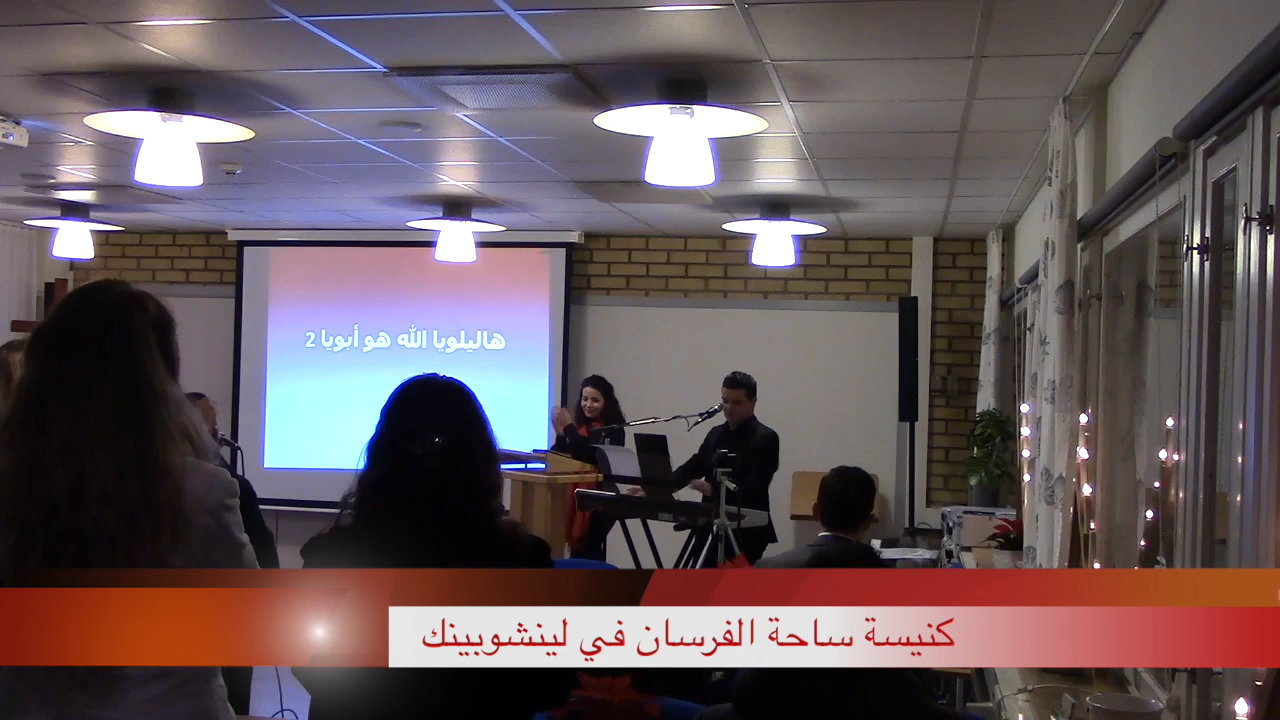 هاليلويا الله هو أبويا 2
كنيسة ساحة الفرسان في لينشوبينك